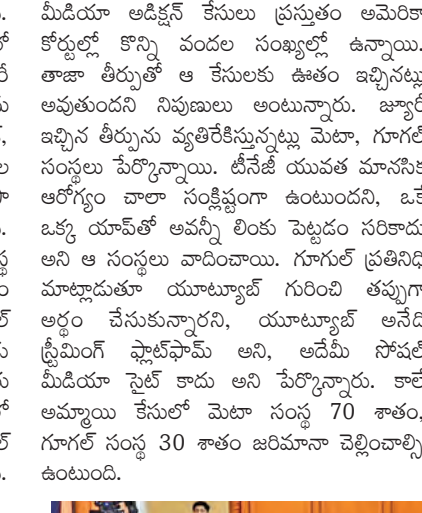 మీడియా అడిక్షన్ కేసులు ప్రస్తుతం అమెరికా
లో కోర్టుల్లో కొన్ని వందల సంఖ్యల్లో ఉన్నాయి.
రీ తాజా తీర్పుతో ఆ కేసులకు ఊతం ఇచ్చినట్లు
అవుతుందని నిపుణులు అంటున్నారు. జ్యూరీ
ఇచ్చిన తీర్పును వ్యతిరేకిస్తున్నట్లు మెటా, గూగల్
ల సంస్థలు పేర్కొన్నాయి. టీనేజీ యువత మానసిక
ఆరోగ్యం చాలా సంక్లిష్టంగా ఉంటుందని, ఒకే
ఒక్క యాప్‌తో అవన్నీ లింకు పెట్టడం సరికాదు
స్థ అని ఆ సంస్థలు వాదించాయి. గూగుల్ ప్రతినిధి
మాట్లాడుతూ యూట్యూబ్ గురించి తప్పుగా
ల్ అర్థం చేసుకున్నారని, యూట్యూబ్ అనేది
స్ట్రీమింగ్ ఫ్లాట్‌ఫామ్ అని, అదేమీ సోషల్
మీడియా సైట్ కాదు అని పేర్కొన్నారు. కాలే
లో అమ్మాయి కేసులో మెటా సంస్థ 70 శాతం,
ల్ గూగల్ సంస్థ 30 శాతం జరిమానా చెల్లించాల్సి
ఉంటుంది.